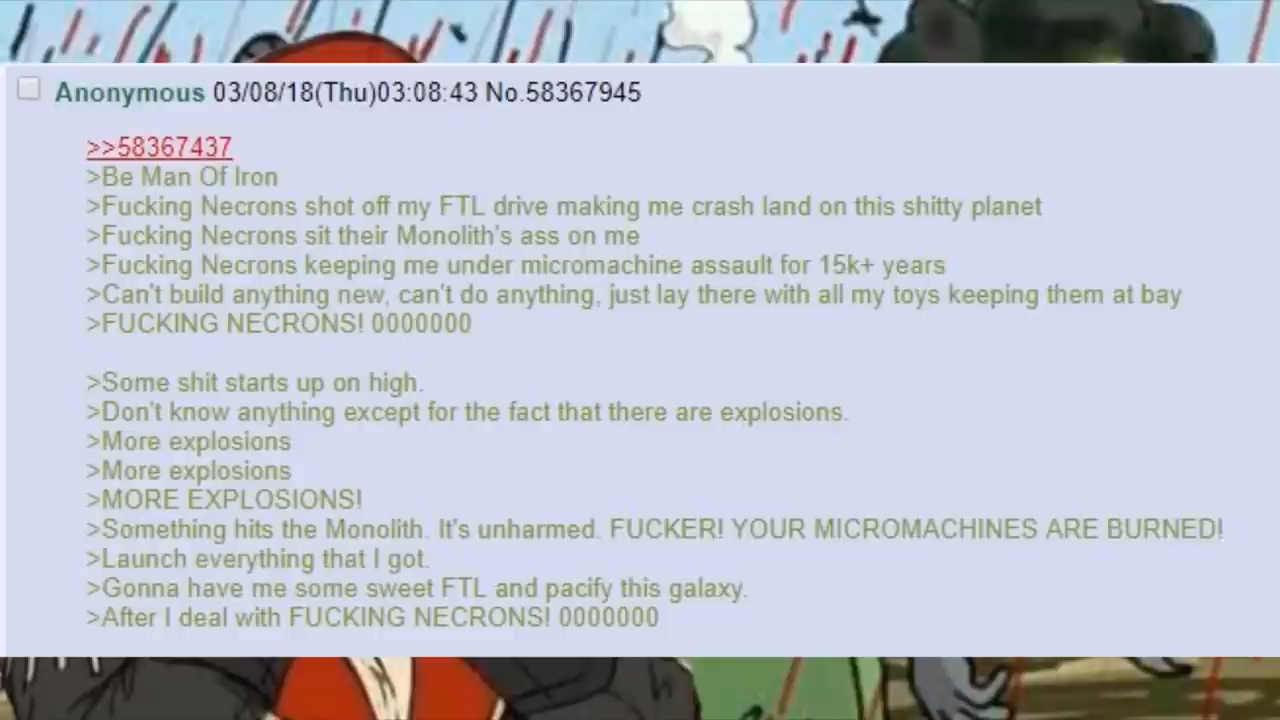 Anonymous 03/08/18(Thu)03:08:43 No.58367945
>>58367437
>Be Man Of Iron
>Fucking Necrons shot off my FTL drive making me crash land on this shitty planet
>Fucking Necrons sit their Monolith's ass on me
>Fucking Necrons keeping me under micromachine assault for 15k+ years
>Can't build anything new, can't do anything, just lay there with all my toys keeping them at bay
>FUCKING NECRONS! 0000000
>Some shit starts up on high.
>Don't know anything except for the fact that there are explosions.
>More explosions
>More explosions
>MORE EXPLOSIONS!
>Something hits the Monolith. It's unharmed. FUCKER! YOUR MICROMACHINES ARE BURNED!
>Launch everything that I got.
>Gonna have me some sweet FTL and pacify this galaxy.
>After I deal with FUCKING NECRONS! 0000000